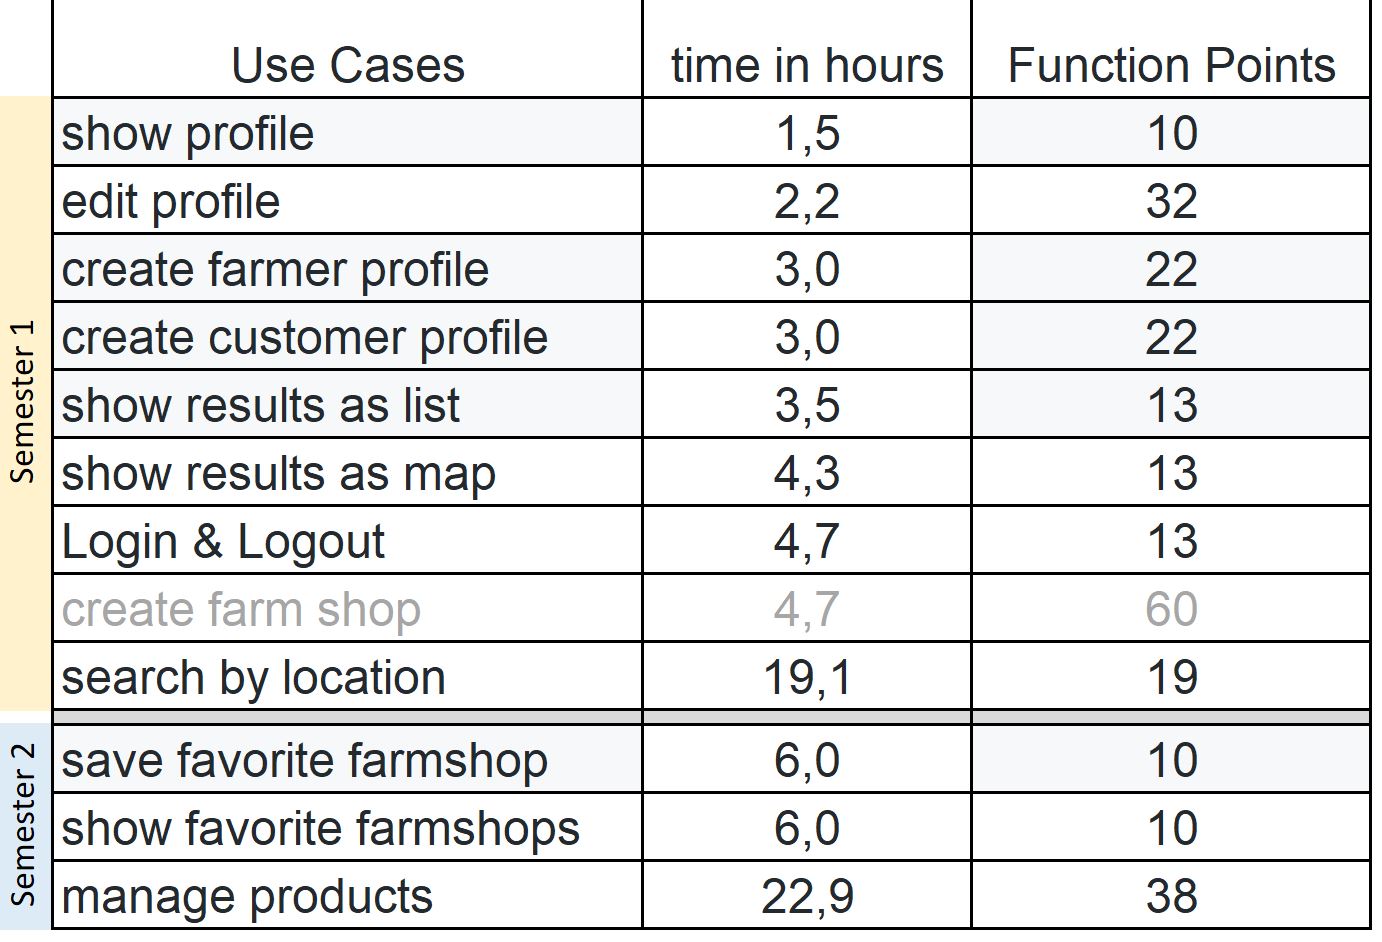 Use Cases time in hours Function Points
Semester 1
show profile 1,5 10
edit profile 2,2 32
create farmer profile 3,0 22
create customer profile 3,0 22
show results as list 3,5 13
show results as map 4,3 13
Login & Logout 4,7 13
create farm shop 4,7 60
search by location 19,1 19
Semester 2
save favorite farmshop 6,0 10
show favorite farmshops 6,0 10
manage products 22,9 38